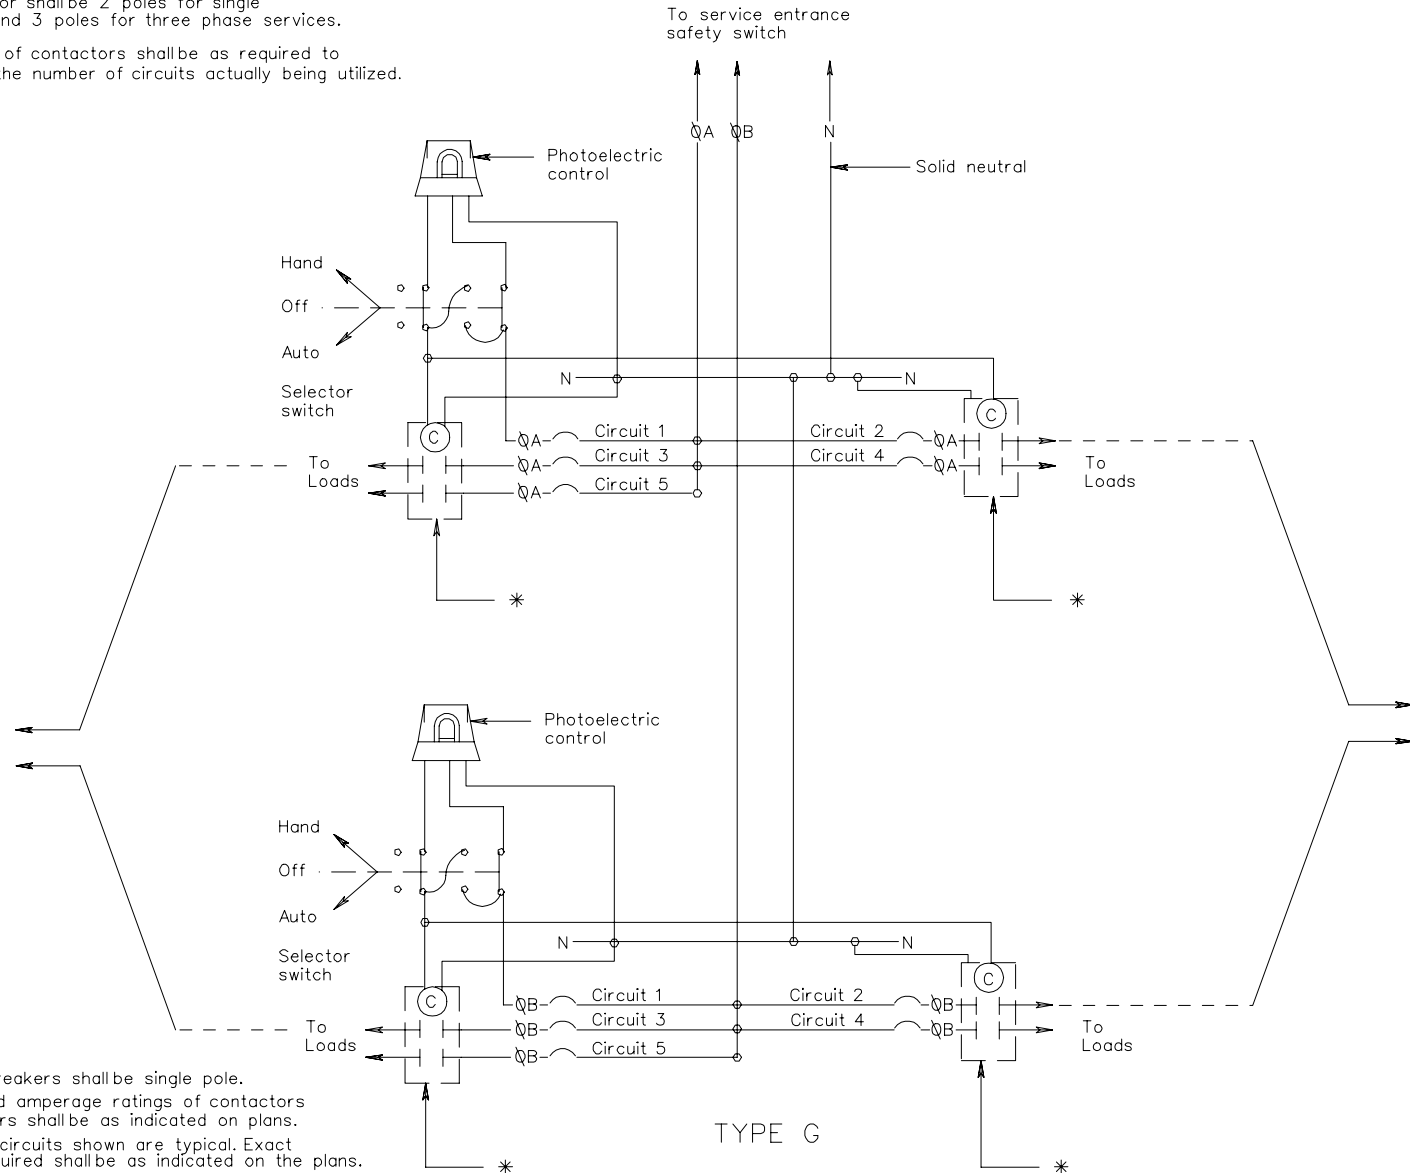 shall be 2 poles for single
3 poles for three phase services.
of contactors shall be as required to
the number of circuits actually being utilized.
To service entrance
safety switch
ØA ØB N
Photoelectric
control
Solid neutral
Hand
Off
Auto
Selector
switch
N N
C C
ØA Circuit 1 Circuit 2 ØA
ØA Circuit 3 Circuit 4 ØA
ØA Circuit 5
To
Loads
To
Loads
* *
Photoelectric
control
Hand
Off
Auto
Selector
switch
N N
C C
ØB Circuit 1 Circuit 2 ØB
ØB Circuit 3 Circuit 4 ØB
ØB Circuit 5
To
Loads
To
Loads
shall be single pole.
amperage ratings of contactors
shall be as indicated on plans.
circuits shown are typical. Exact
shall be as indicated on the plans.
TYPE G
* *